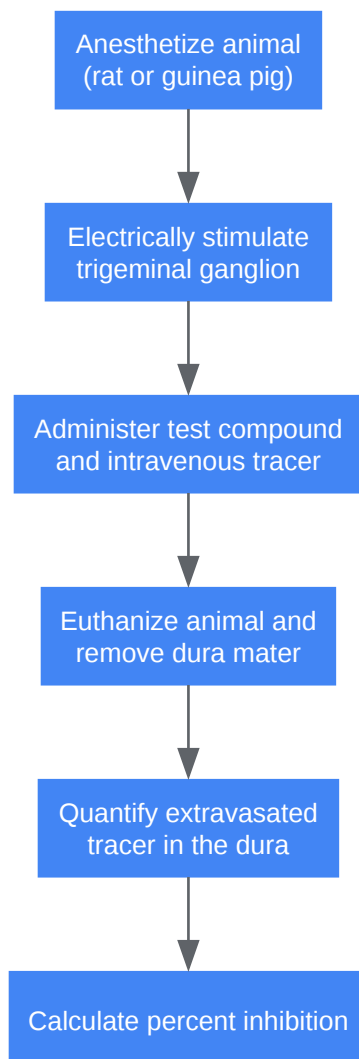 Anesthetize animal
(rat or guinea pig)
Electrically stimulate
trigeminal ganglion
Administer test compound
and intravenous tracer
Euthanize animal and
remove dura mater
Quantify extravasated
tracer in the dura
Calculate percent inhibition